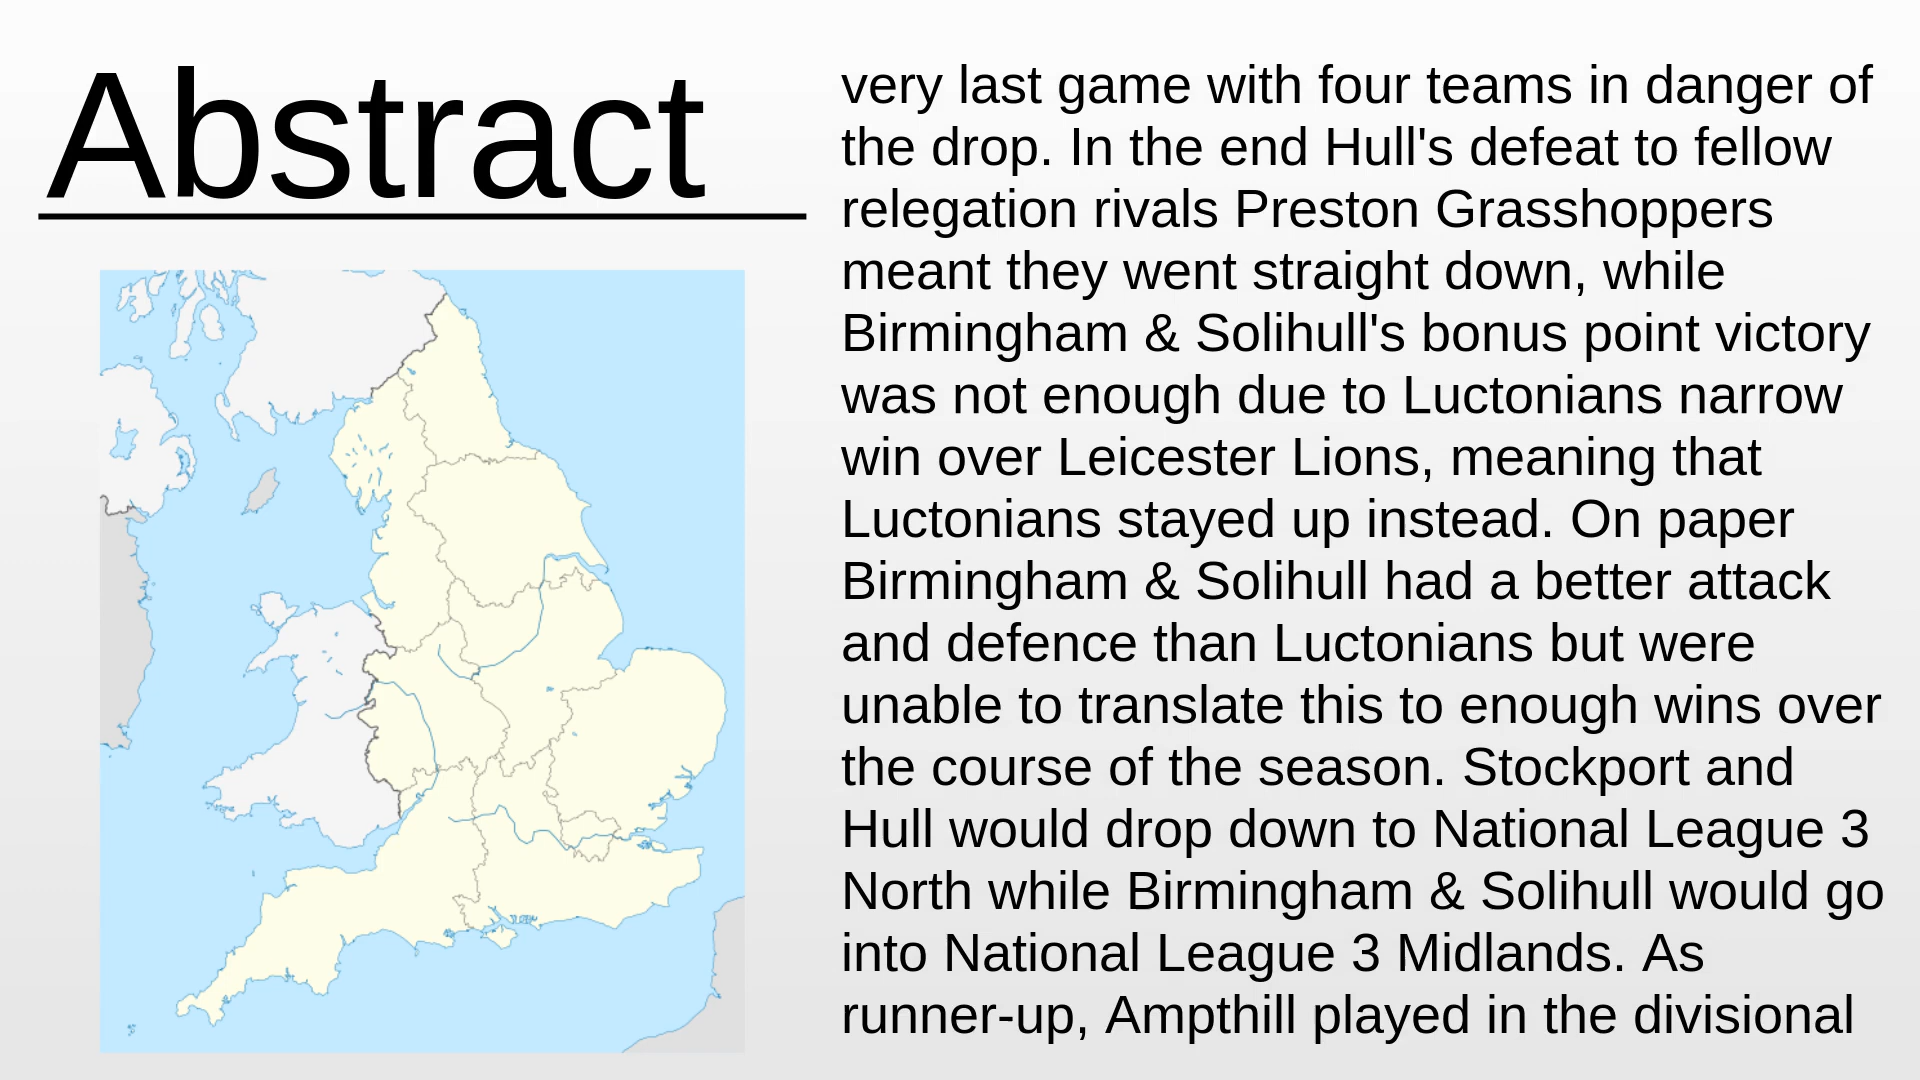 Abstract
very last game with four teams in danger of
the drop. In the end Hull's defeat to fellow
relegation rivals Preston Grasshoppers
meant they went straight down, while
Birmingham & Solihull's bonus point victory
was not enough due to Luctonians narrow
win over Leicester Lions, meaning that
Luctonians stayed up instead. On paper
Birmingham & Solihull had a better attack
and defence than Luctonians but were
unable to translate this to enough wins over
the course of the season. Stockport and
Hull would drop down to National League 3
North while Birmingham & Solihull would go
into National League 3 Midlands. As
runner-up, Ampthill played in the divisional